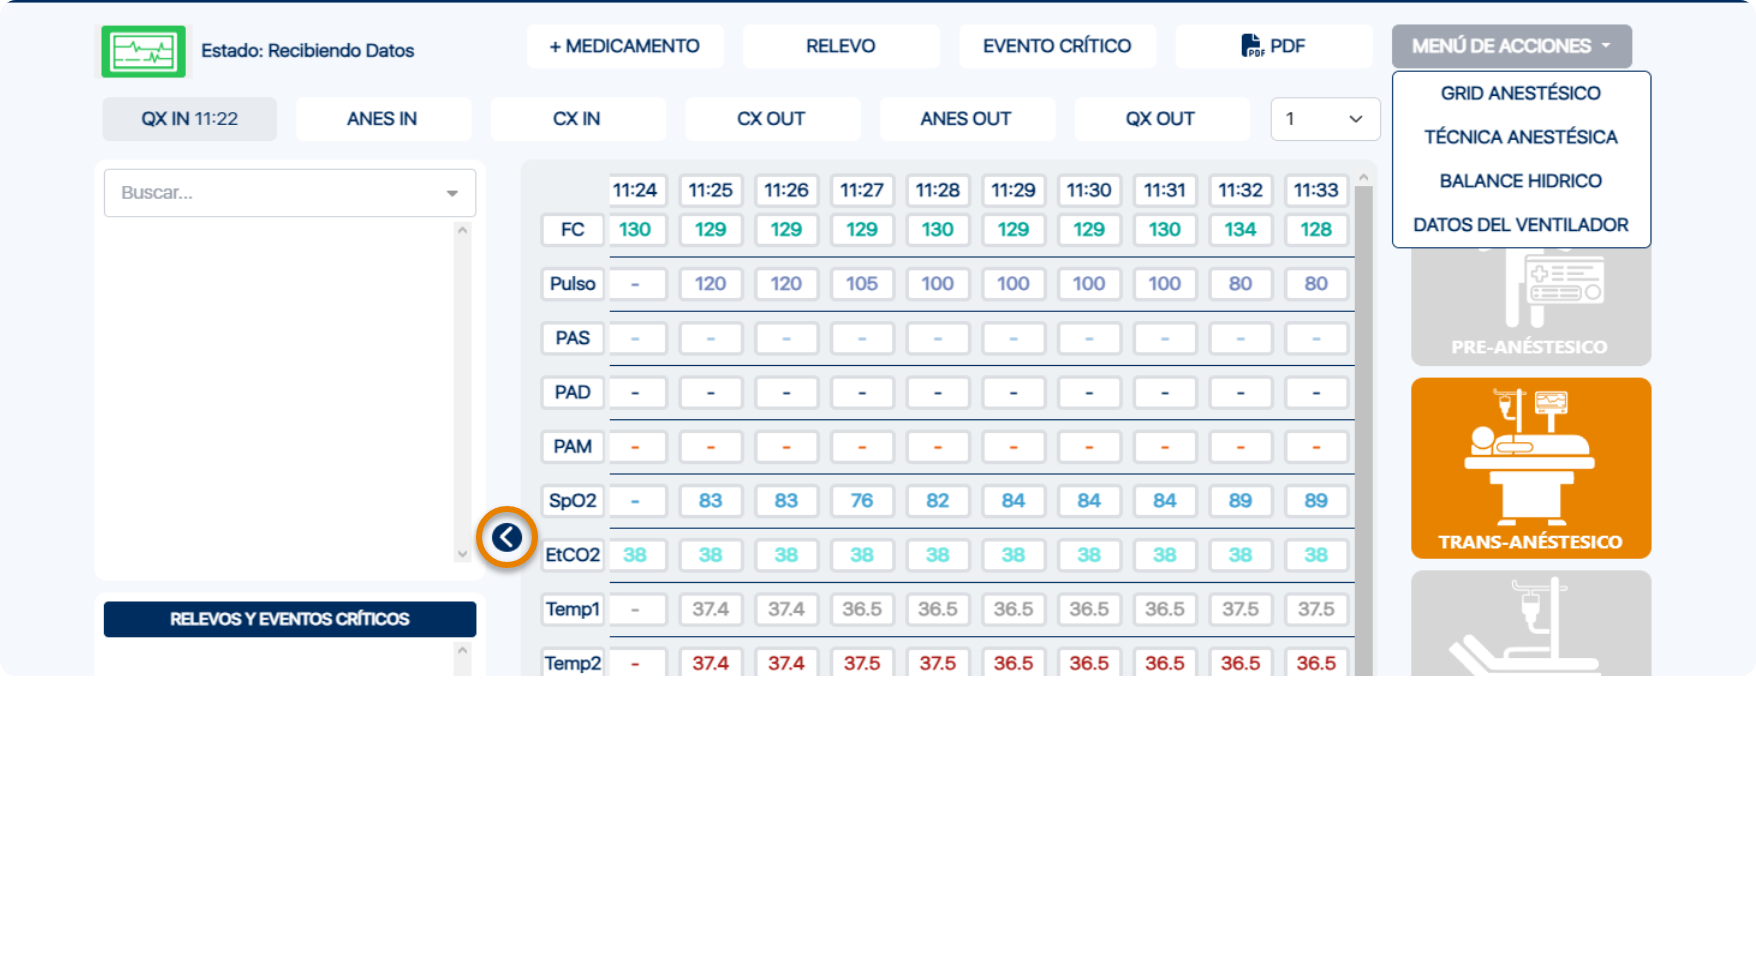 Estado: Recibiendo Datos
+ MEDICAMENTO RELEVO EVENTO CRÍTICO PDF PDF MENÚ DE ACCIONES
GRID ANESTÉSICO
TÉCNICA ANESTÉSICA
BALANCE HIDRICO
DATOS DEL VENTILADOR
QX IN 11:22 ANES IN CX IN CX OUT ANES OUT QX OUT 1
Buscar...
RELEVOS Y EVENTOS CRÍTICOS
11:24 11:25 11:26 11:27 11:28 11:29 11:30 11:31 11:32 11:33
FC 130 129 129 129 130 129 129 130 134 128
Pulso - 120 120 105 100 100 100 100 80 80
PAS - - - - - - - - - -
PAD - - - - - - - - - -
PAM - - - - - - - - - -
SpO2 - 83 83 76 82 84 84 84 89 89
EtCO2 38 38 38 38 38 38 38 38 38 38
Temp1 - 37.4 37.4 36.5 36.5 36.5 36.5 36.5 37.5 37.5
Temp2 - 37.4 37.4 37.5 37.5 36.5 36.5 36.5 36.5 36.5
PRE-ANÉSTESICO
TRANS-ANÉSTESICO